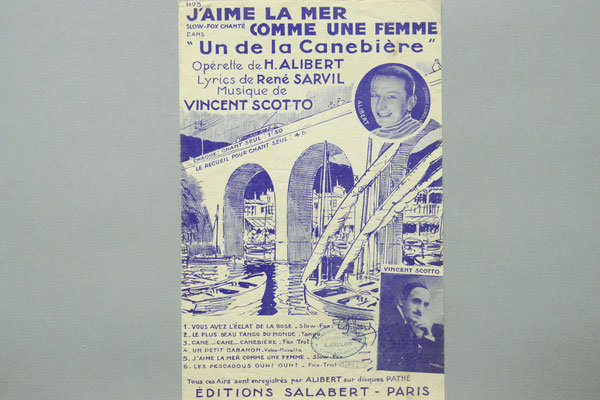 Nº5
J'AIME LA MER
SLOW-FOX CHANTÉ
DANS
COMME UNE FEMME
"Un de la Canebière"
Opérette de H. ALIBERT
Lyrics de René SARVIL
Musique de
VINCENT SCOTTO
ALIBERT
CHAQUE CHANT SEUL : 1f50
LE RECUEIL POUR CHANT SEUL : 4f.
VINCENT SCOTTO
1. VOUS AVEZ L'ÉCLAT DE LA ROSE. Slow-Fox
2. LE PLUS BEAU TANGO DU MONDE. Tango
3. CANE... CANE... CANEBIÈRE. Fox Trot
4. UN PETIT CABANON. Valse-Musette
5. J'AIME LA MER COMME UNE FEMME. Slow-Fox
6. LES PESCADOUS OUH! OUH!. Fox-Trot
Tous ces Airs sont enregistrés par ALIBERT sur disques PATHÉ
ÉDITIONS SALABERT - PARIS